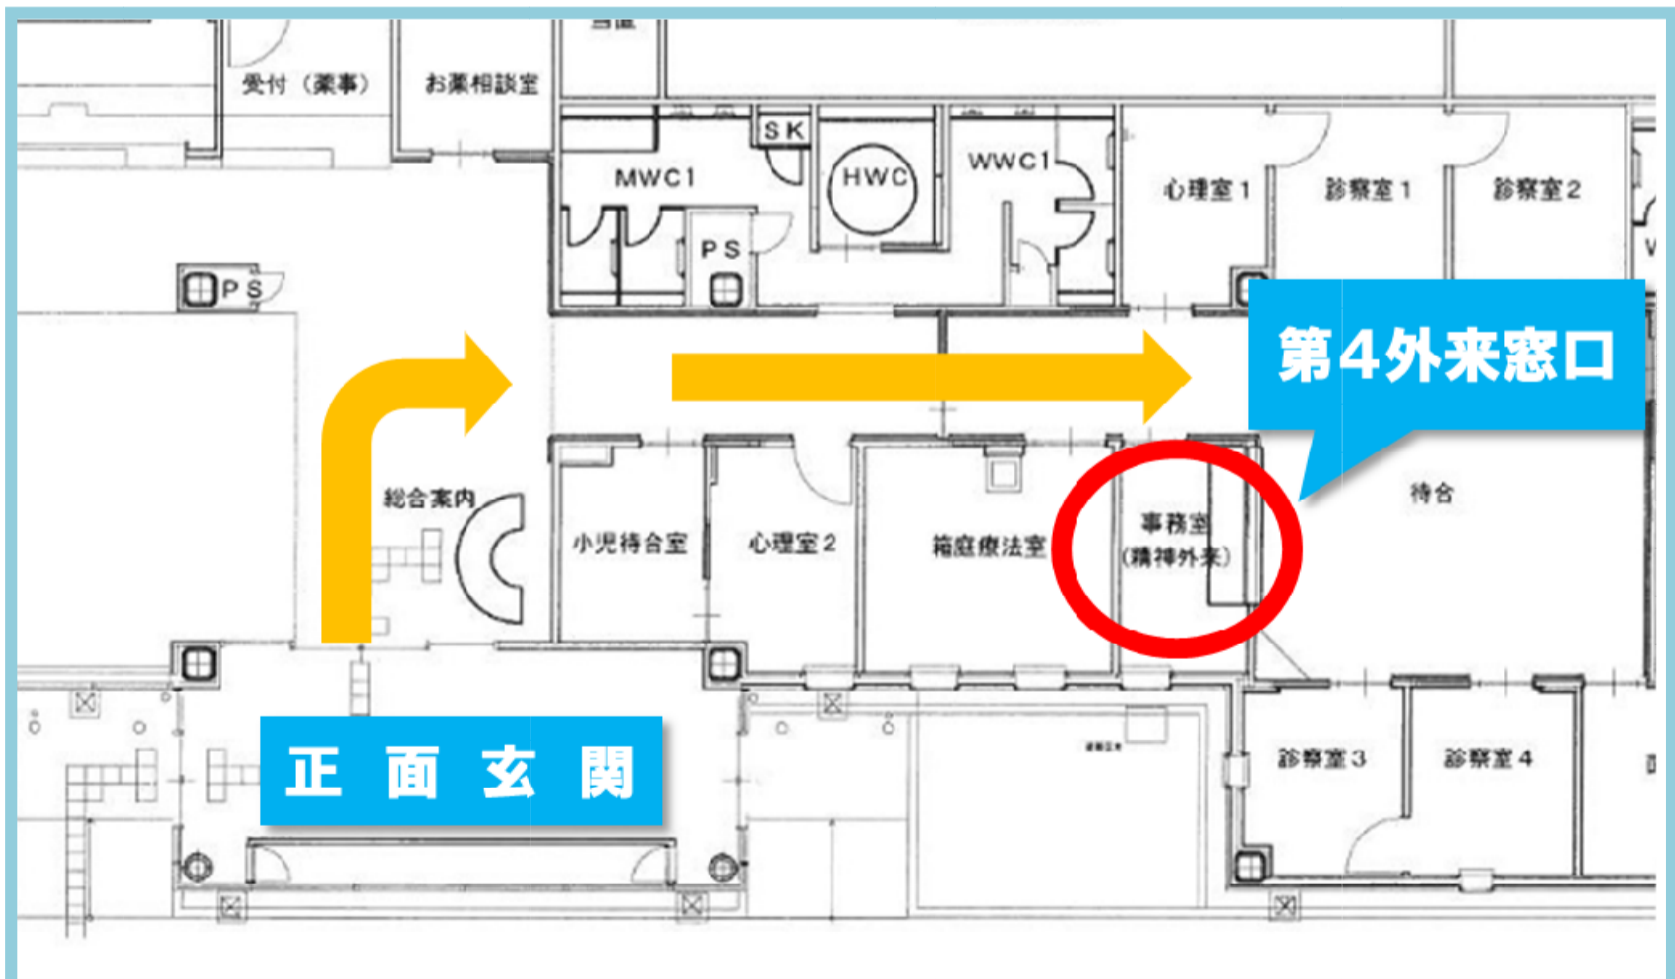 受付（薬事）
お薬相談室
SK
MWC1
HWC
WWC1
心理室1
診察室1
診察室2
PS
PS
第4外来窓口
総合案内
小児待合室
心理室2
箱庭療法室
事務室
(精神外来)
待合
正面玄関
診察室3
診察室4